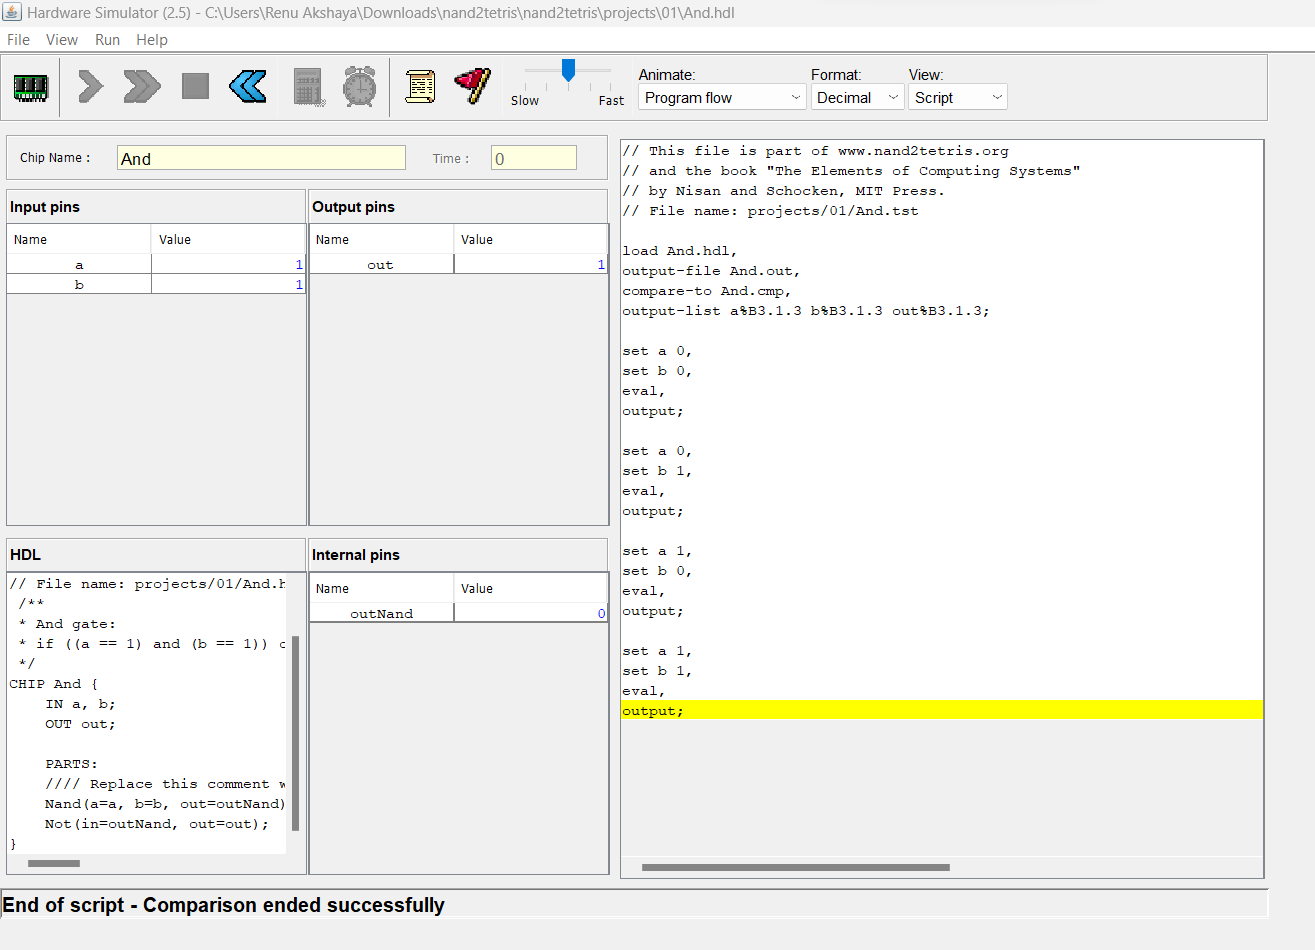 Hardware Simulator (2.5) - C:\Users\Renu Akshaya\Downloads\nand2tetris\nand2tetris\projects\01\And.hdl
File View Run Help
Slow Fast
Animate: Format: View:
Program flow Decimal Script
Chip Name : And Time : 0
Input pins
Name Value
a 1
b 1
Output pins
Name Value
out 1
HDL
// File name: projects/01/And.h
/**
* And gate:
* if ((a == 1) and (b == 1)) o
*/
CHIP And {
IN a, b;
OUT out;
PARTS:
//// Replace this comment w
Nand(a=a, b=b, out=outNand)
Not(in=outNand, out=out);
}
Internal pins
Name Value
outNand 0
// This file is part of www.nand2tetris.org
// and the book "The Elements of Computing Systems"
// by Nisan and Schocken, MIT Press.
// File name: projects/01/And.tst
load And.hdl,
output-file And.out,
compare-to And.cmp,
output-list a%B3.1.3 b%B3.1.3 out%B3.1.3;
set a 0,
set b 0,
eval,
output;
set a 0,
set b 1,
eval,
output;
set a 1,
set b 0,
eval,
output;
set a 1,
set b 1,
eval,
output;
End of script - Comparison ended successfully